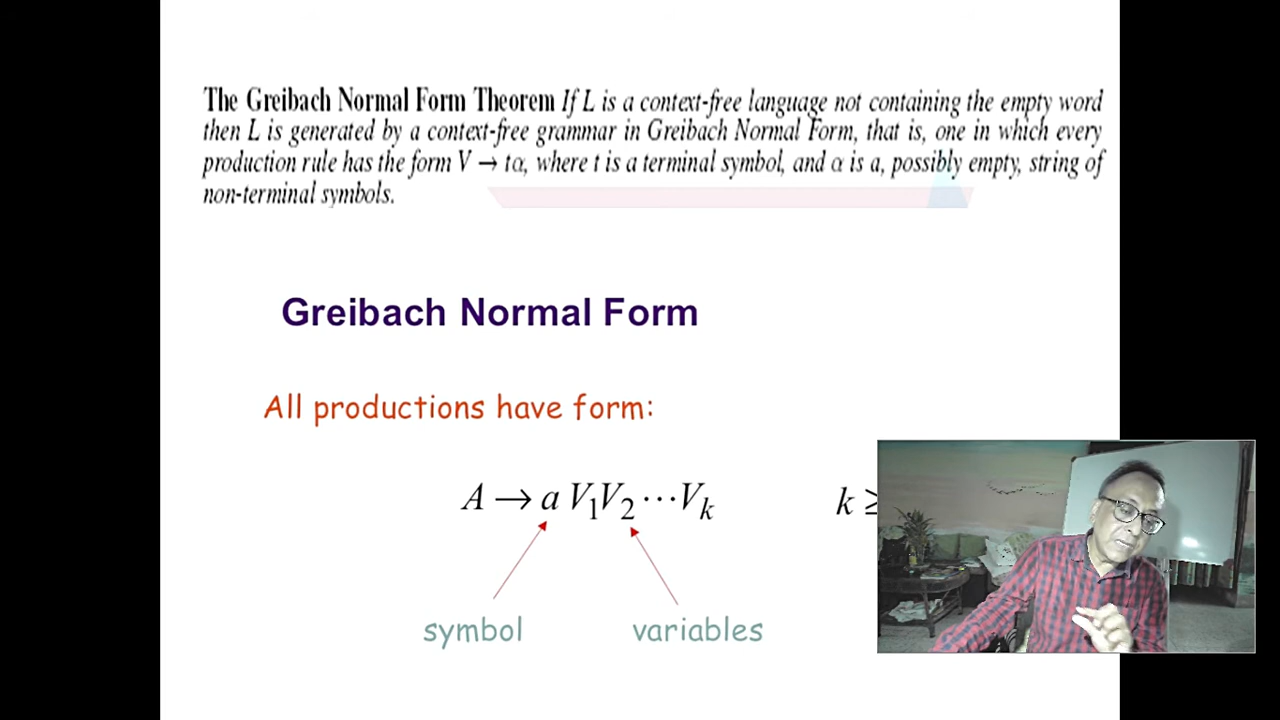 The Greibach Normal Form Theorem If L is a context-free language not containing the empty word
then L is generated by a context-free grammar in Greibach Normal Form, that is, one in which every
production rule has the form V → tα, where t is a terminal symbol, and α is a, possibly empty, string of
non-terminal symbols.
Greibach Normal Form
All productions have form:
A → a V₁V₂ ⋯ Vₖ k ≥
symbol variables